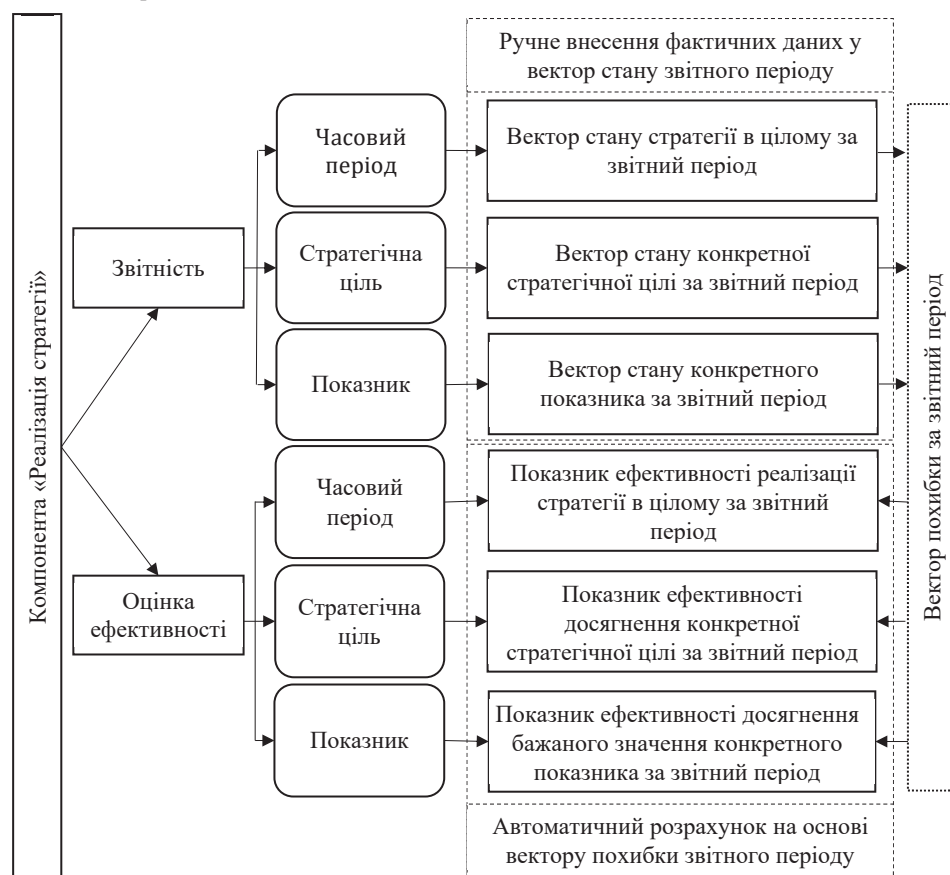 Компонента «Реалізація стратегії»
Ручне внесення фактичних даних у
вектор стану звітного періоду
Звітність
Часовий
період
Вектор стану стратегії в цілому за
звітний період
Стратегічна
ціль
Вектор стану конкретної
стратегічної цілі за звітний період
Показник
Вектор стану конкретного
показника за звітний період
Оцінка
ефективності
Часовий
період
Показник ефективності реалізації
стратегії в цілому за звітний
період
Стратегічна
ціль
Показник ефективності
досягнення конкретної
стратегічної цілі за звітний період
Показник
Показник ефективності досягнення
бажаного значення конкретного
показника за звітний період
Автоматичний розрахунок на основі
вектору похибки звітного періоду
Вектор похибки за звітний період